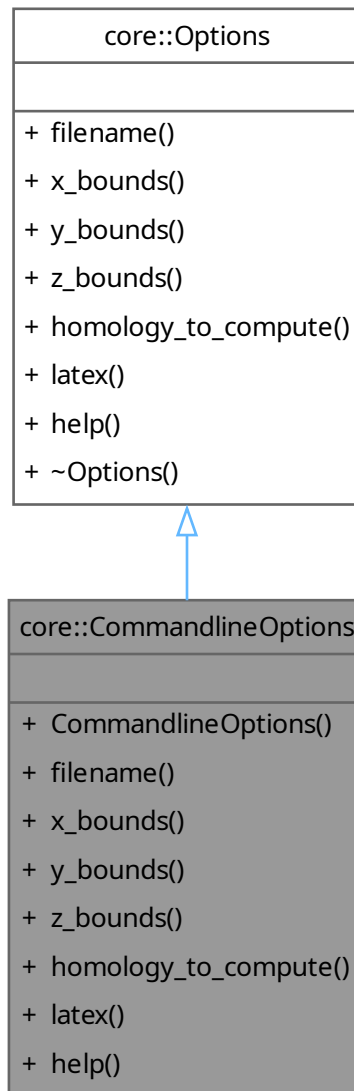 core::Options
+ filename()
+ x_bounds()
+ y_bounds()
+ z_bounds()
+ homology_to_compute()
+ latex()
+ help()
+ ~Options()
core::CommandlineOptions
+ CommandlineOptions()
+ filename()
+ x_bounds()
+ y_bounds()
+ z_bounds()
+ homology_to_compute()
+ latex()
+ help()